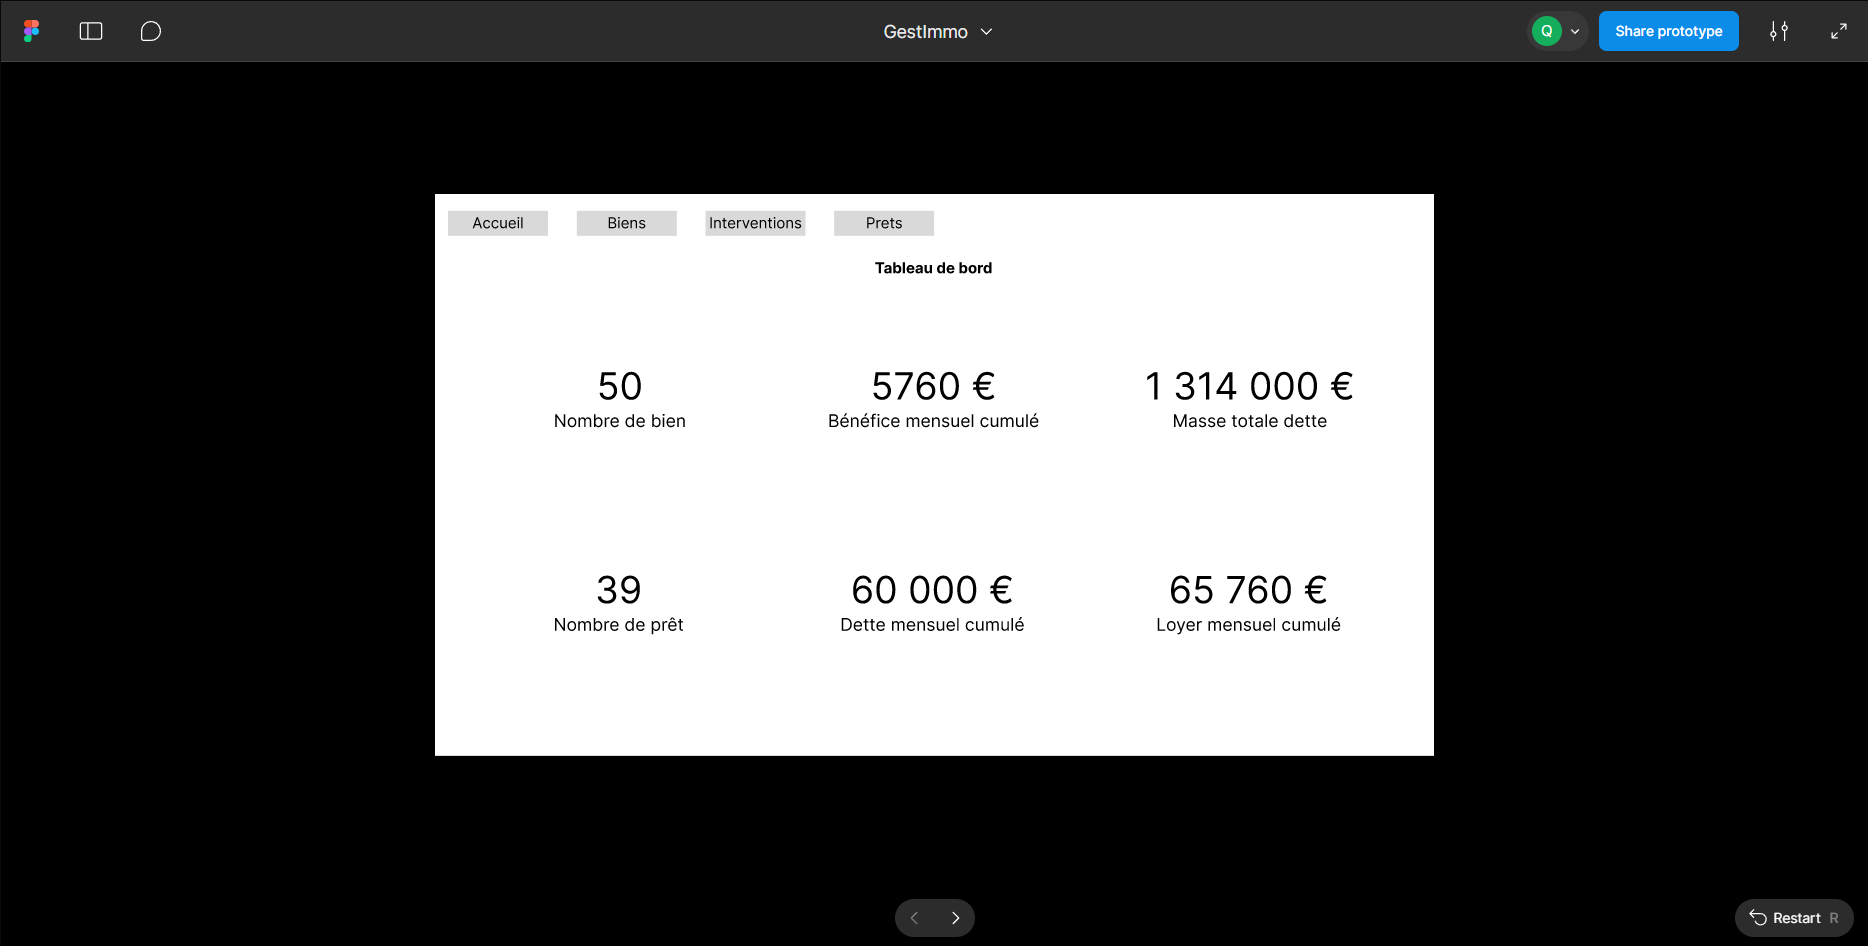 GestImmo
Q
Share prototype
Accueil
Biens
Interventions
Prets
Tableau de bord
50
Nombre de bien
5760 €
Bénéfice mensuel cumulé
1 314 000 €
Masse totale dette
39
Nombre de prêt
60 000 €
Dette mensuel cumulé
65 760 €
Loyer mensuel cumulé
Restart R